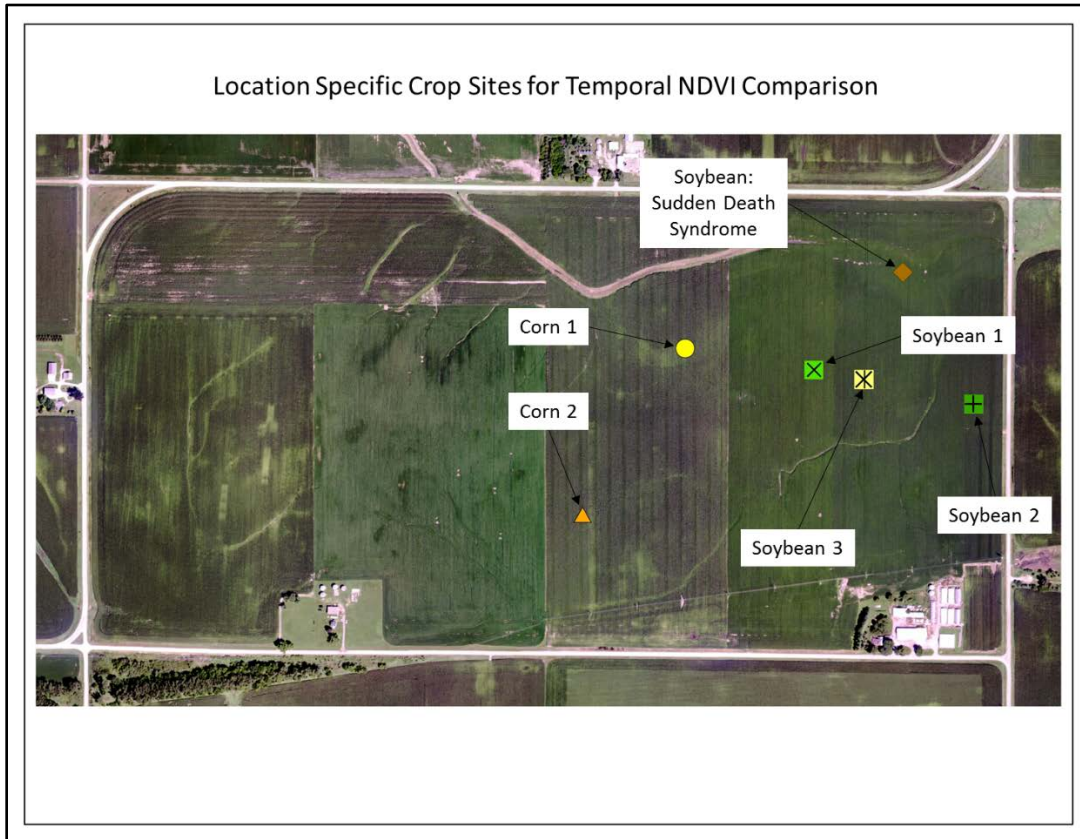 Location Specific Crop Sites for Temporal NDVI Comparison
Soybean:
Sudden Death
Syndrome
Corn 1
Soybean 1
Corn 2
Soybean 2
Soybean 3